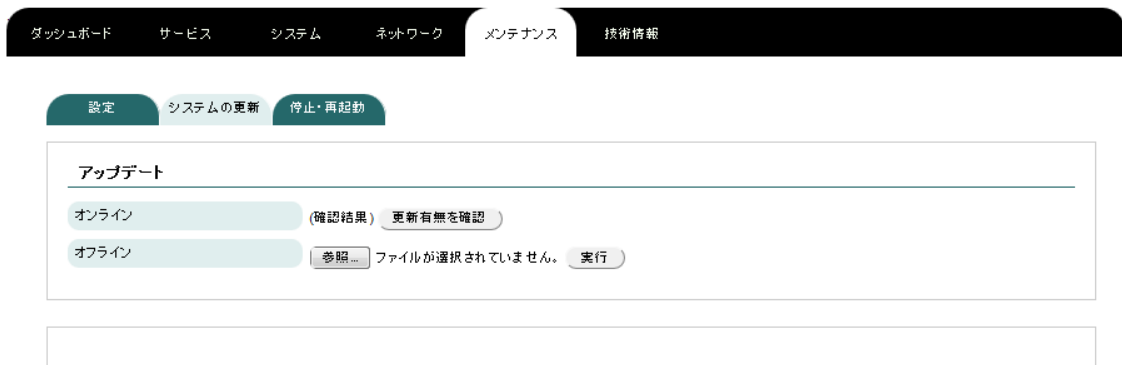 ダッシュボード サービス システム ネットワーク メンテナンス 技術情報
設定 システムの更新 停止・再起動
アップデート
オンライン (確認結果) 更新有無を確認
オフライン 参照... ファイルが選択されていません。 実行